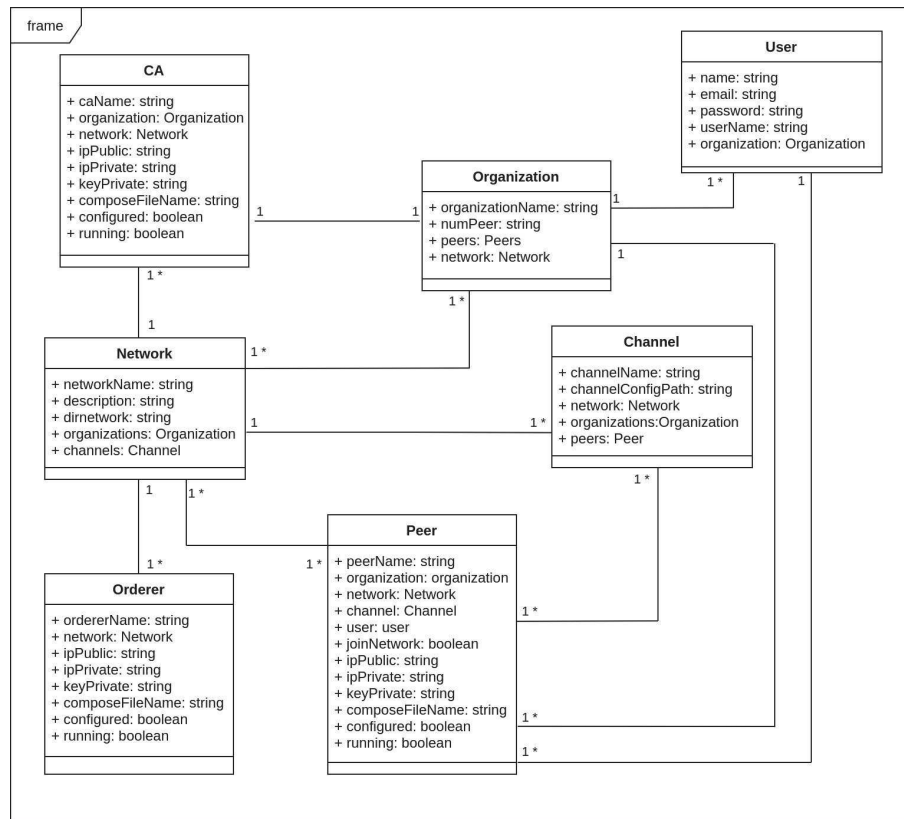 frame
CA
+ caName: string
+ organization: Organization
+ network: Network
+ ipPublic: string
+ ipPrivate: string
+ keyPrivate: string
+ composeFileName: string
+ configured: boolean
+ running: boolean
User
+ name: string
+ email: string
+ password: string
+ userName: string
+ organization: Organization
Organization
+ organizationName: string
+ numPeer: string
+ peers: Peers
+ network: Network
1
1
1
1 *
1
1
1 *
1
1 *
1 *
Network
+ networkName: string
+ description: string
+ dirnetwork: string
+ organizations: Organization
+ channels: Channel
Channel
+ channelName: string
+ channelConfigPath: string
+ network: Network
+ organizations:Organization
+ peers: Peer
1
1 *
1
1 *
1 *
1 *
1 *
Orderer
+ ordererName: string
+ network: Network
+ ipPublic: string
+ ipPrivate: string
+ keyPrivate: string
+ composeFileName: string
+ configured: boolean
+ running: boolean
Peer
+ peerName: string
+ organization: organization
+ network: Network
+ channel: Channel
+ user: user
+ joinNetwork: boolean
+ ipPublic: string
+ ipPrivate: string
+ keyPrivate: string
+ composeFileName: string
+ configured: boolean
+ running: boolean
1 *
1 *
1 *